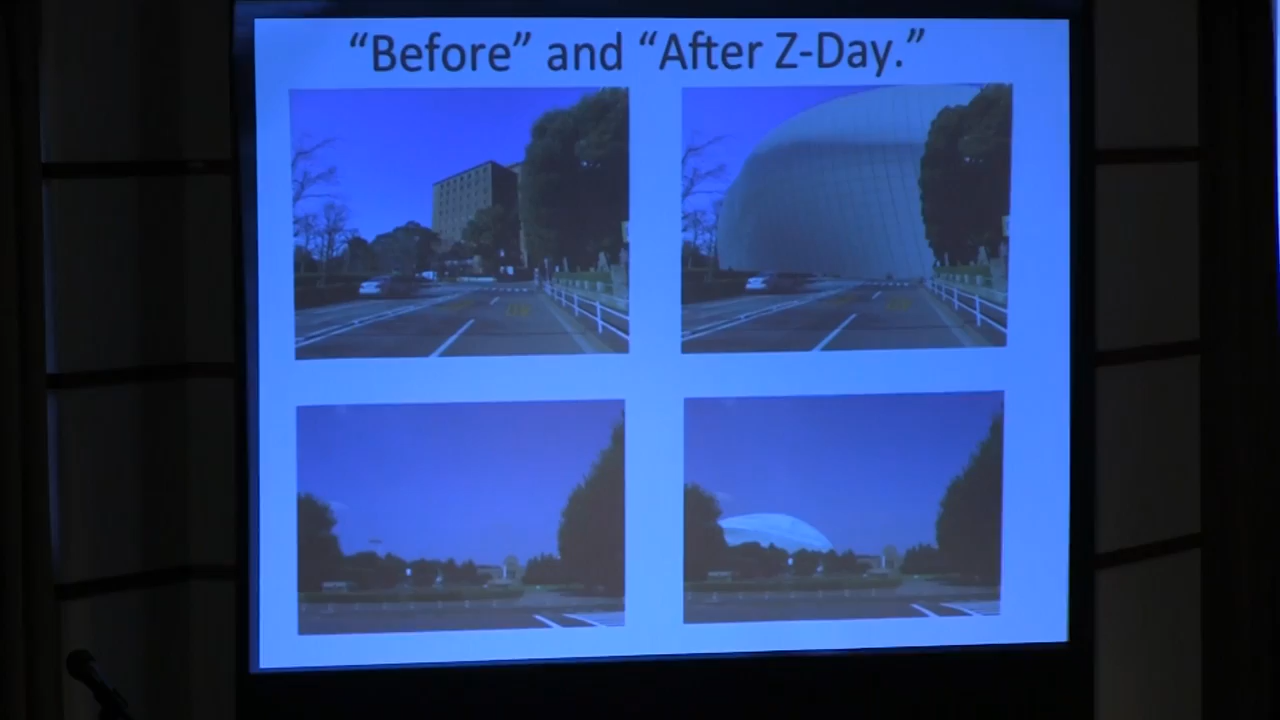 “Before” and “After Z-Day.”